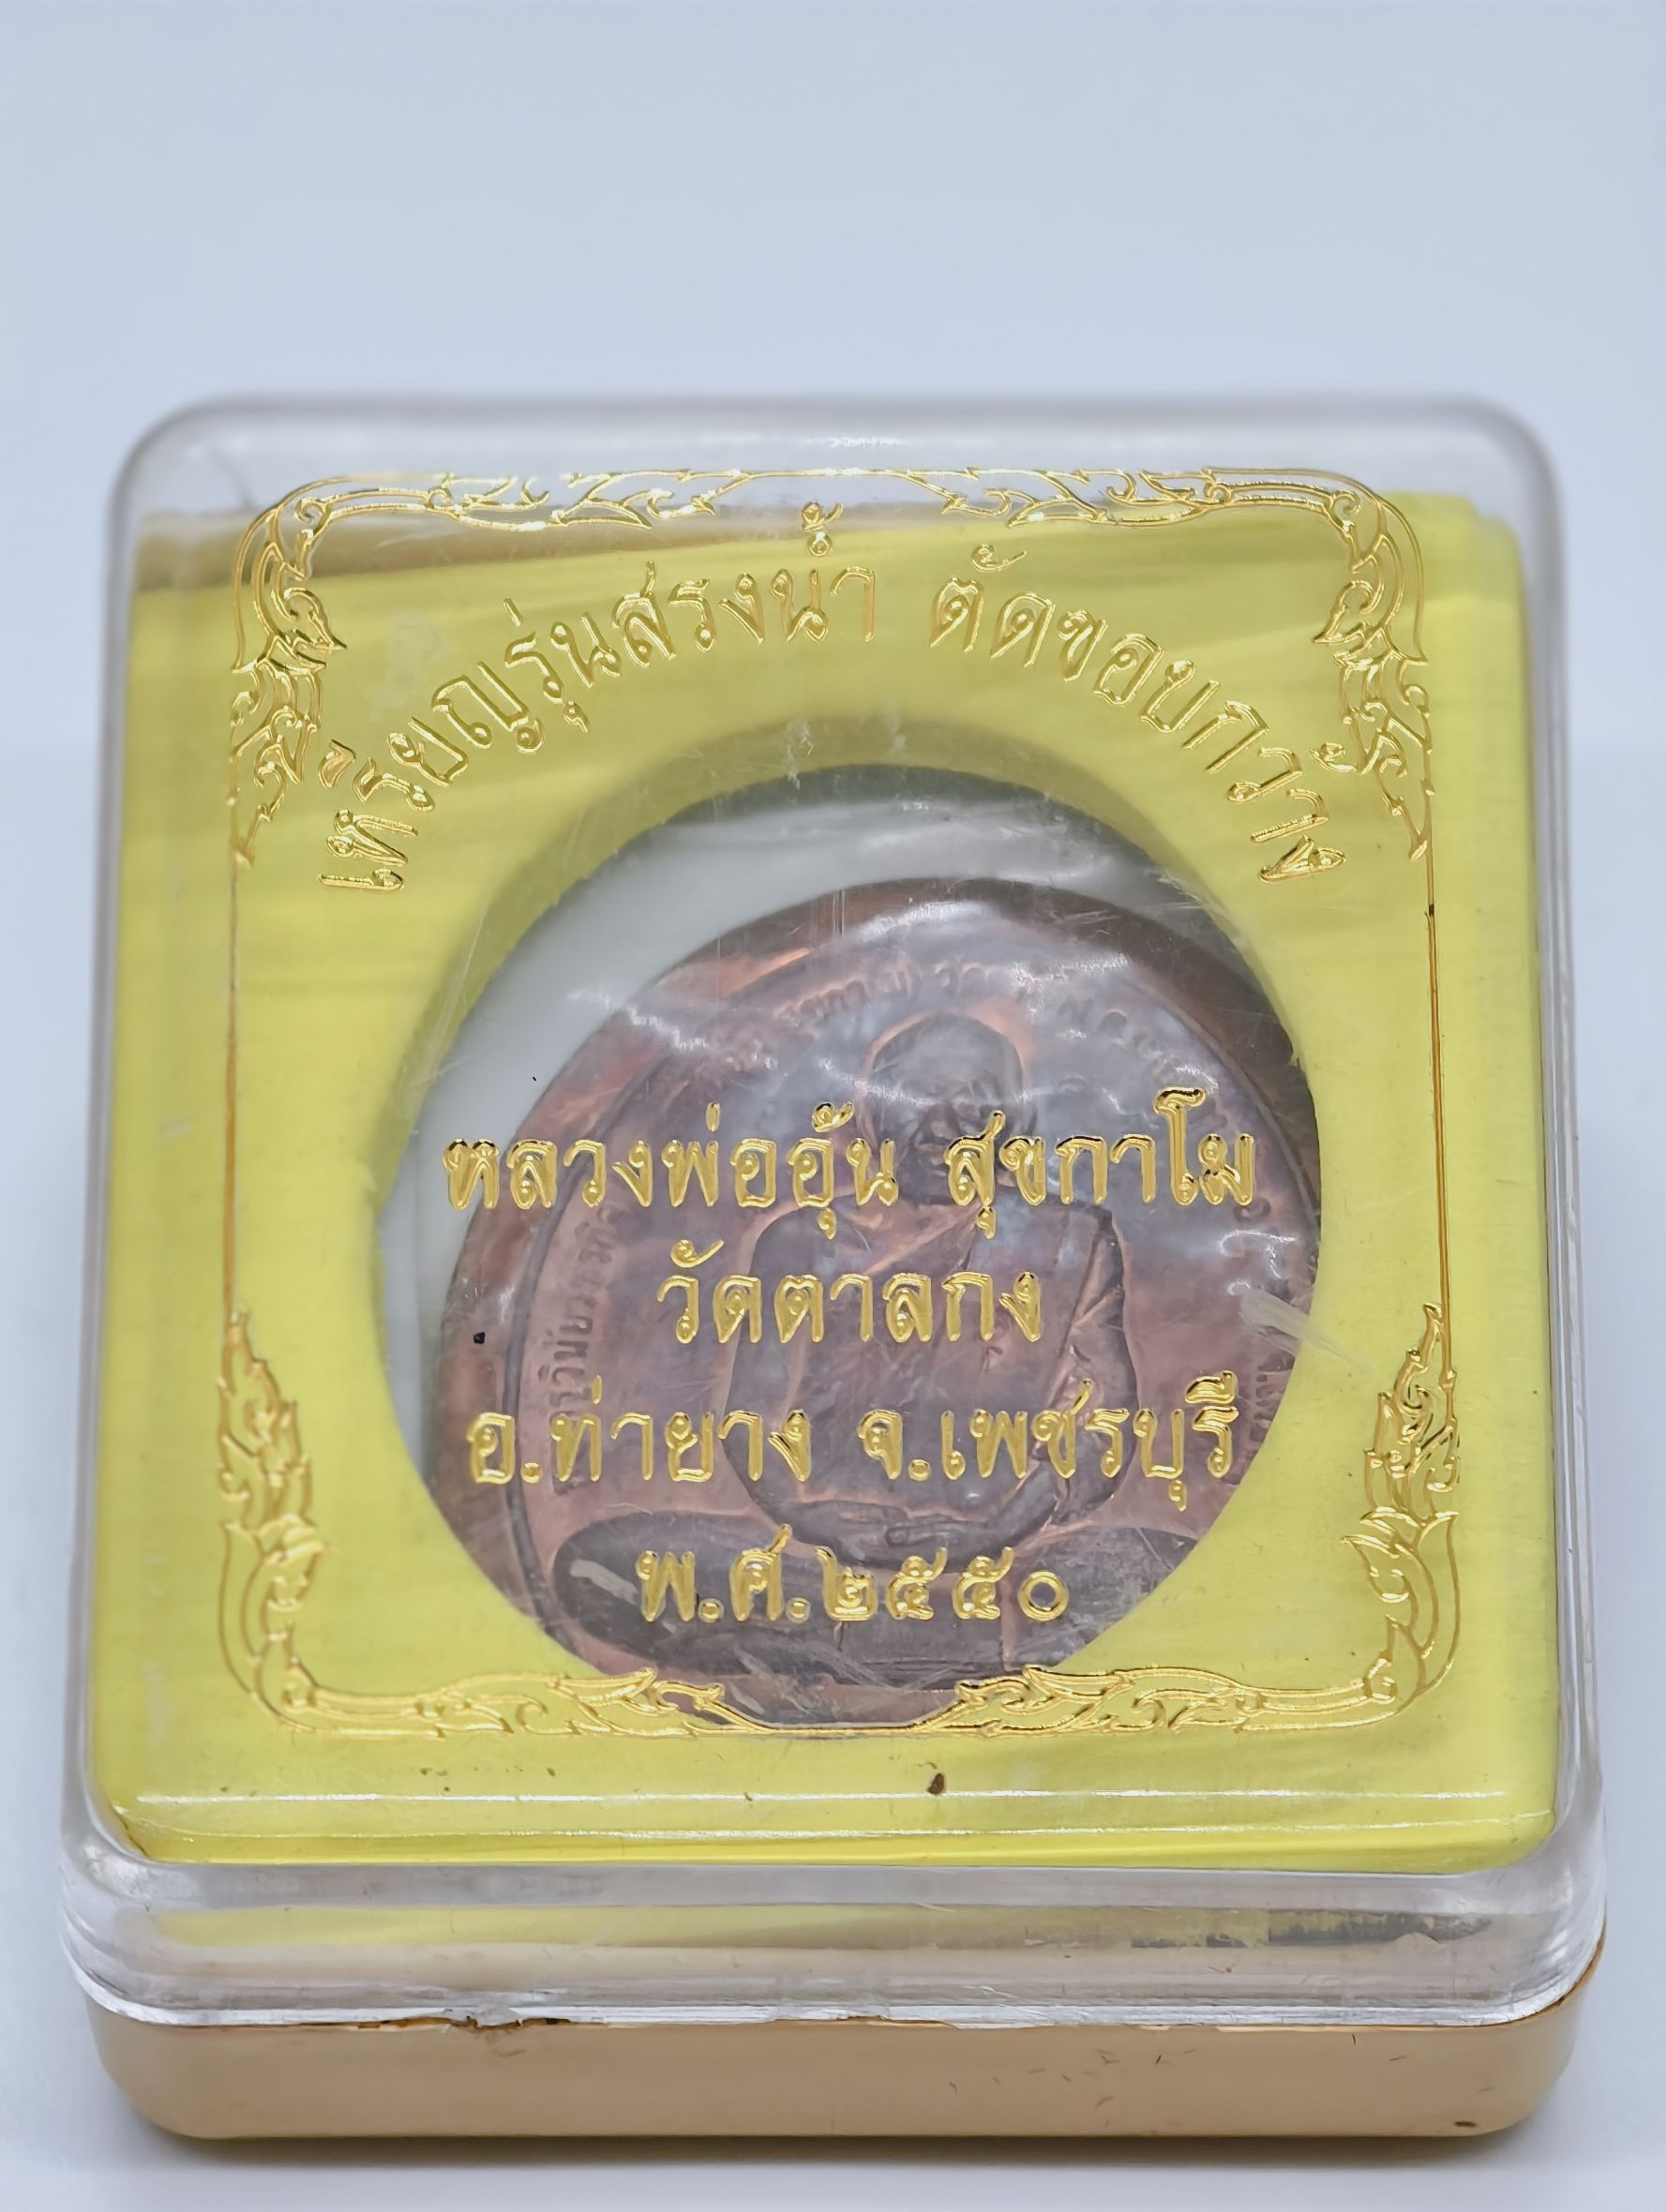 เหรียญรุ่นสรงน้ำ ตัดขอบกว้าง
หลวงพ่ออุ้น สุขกาโม
วัดตาลกง
อ.ท่ายาง จ.เพชรบุรี
พ.ศ.๒๕๕๐